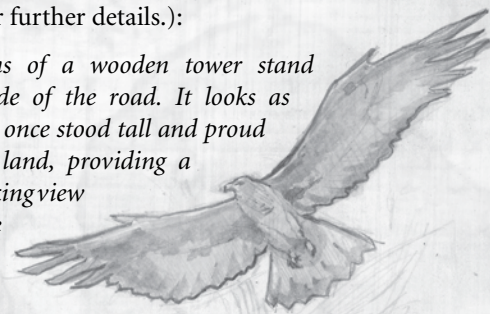 r further details.):
as of a wooden tower stand
de of the road. It looks as
once stood tall and proud
land, providing a
king view